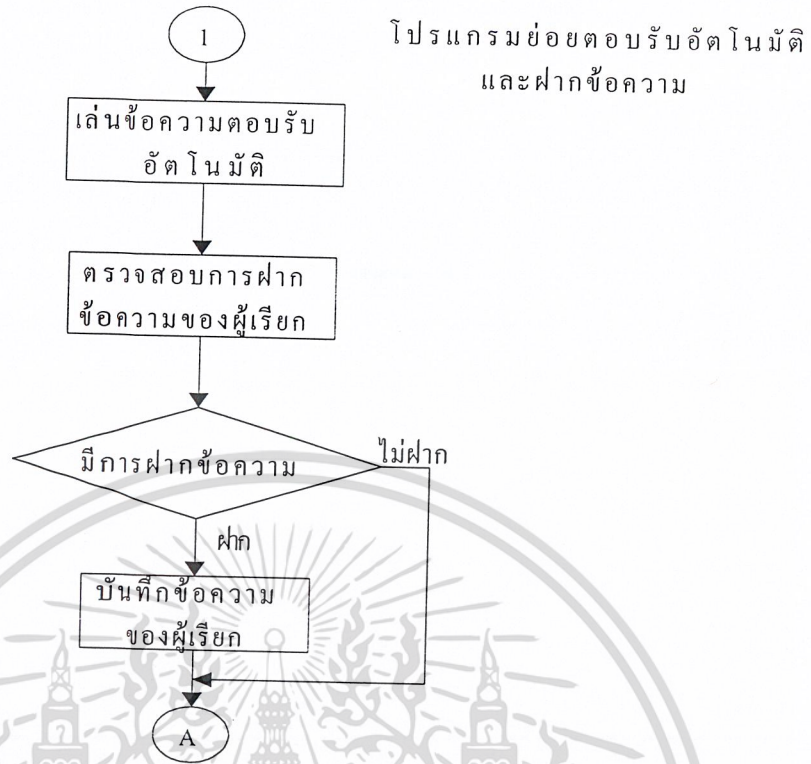 1
โปรแกรมย่อยตอบรับอัตโนมัติ
และฝากข้อความ
เล่นข้อความตอบรับ
อัตโนมัติ
ตรวจสอบการฝาก
ข้อความของผู้เรียก
มีการฝากข้อความ
ไม่ฝาก
ฝาก
บันทึกข้อความ
ของผู้เรียก
A